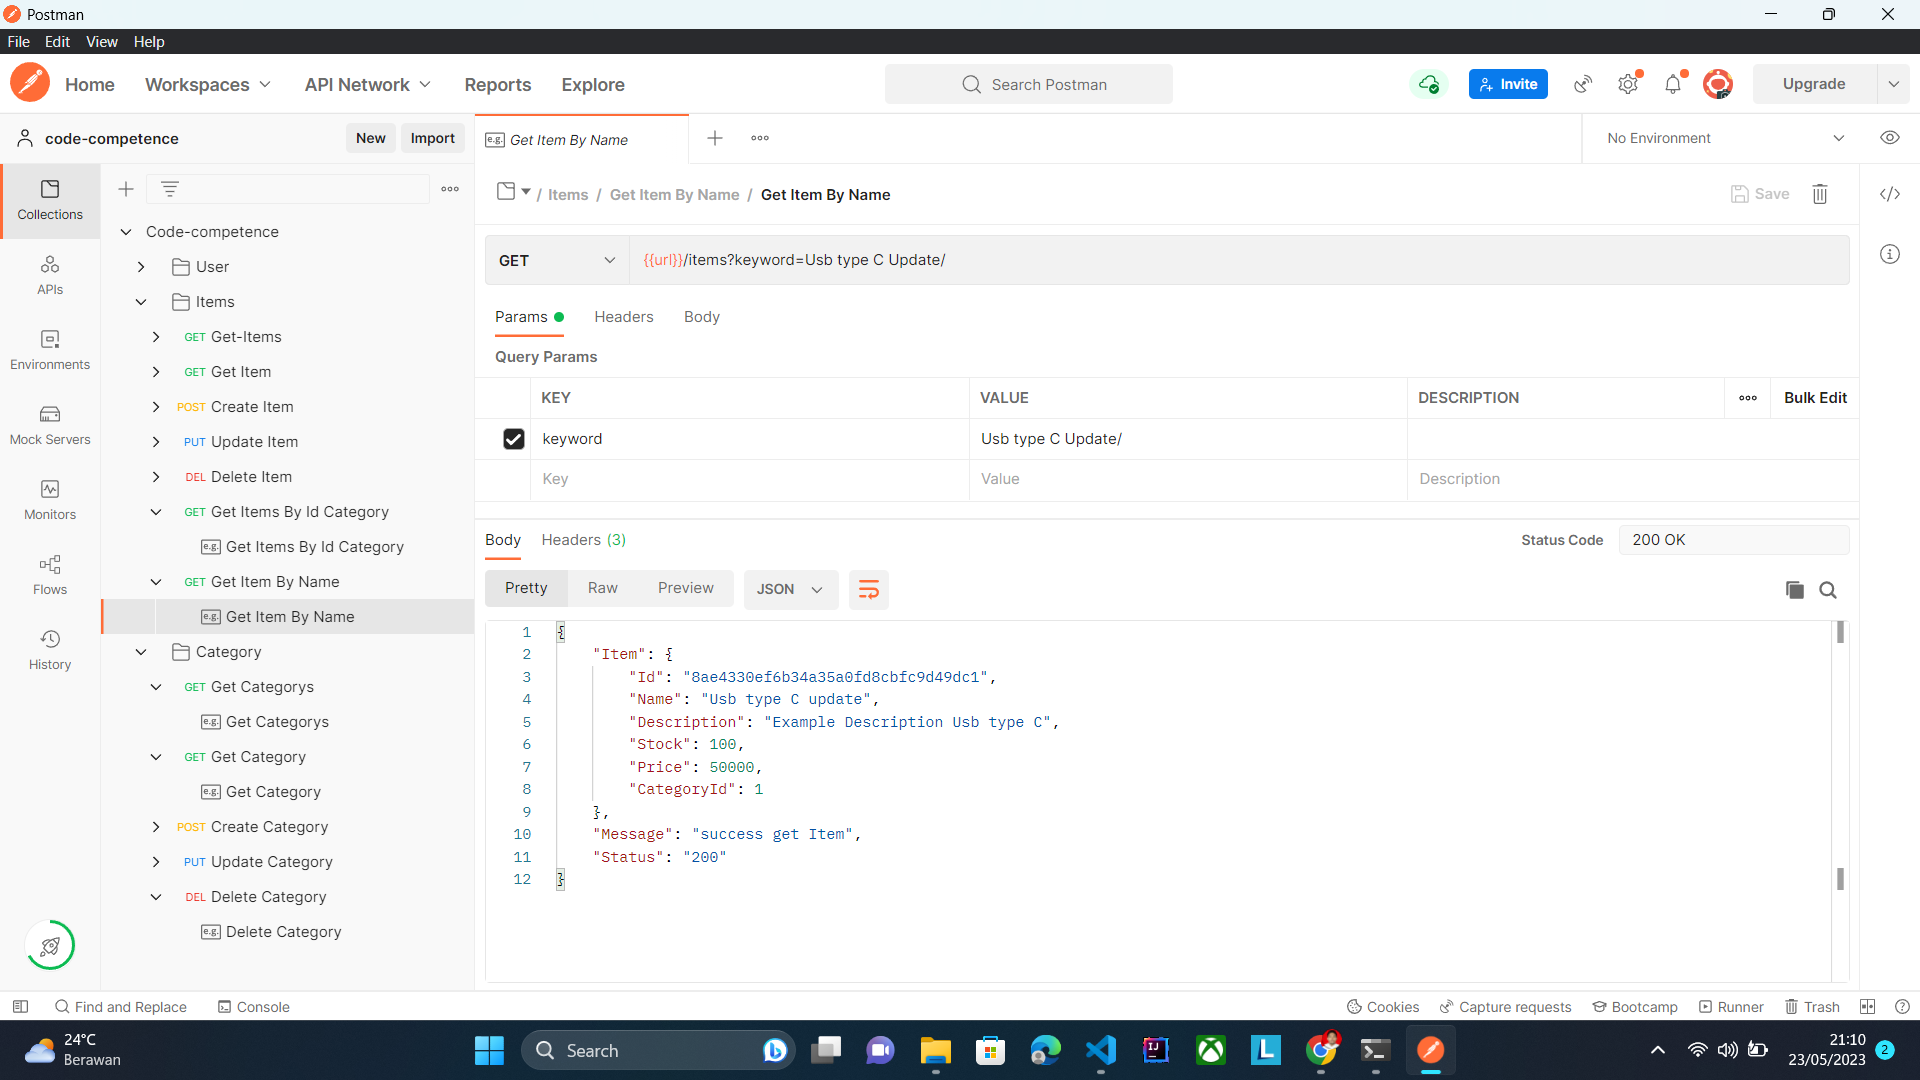 Postman
File Edit View Help
Home Workspaces API Network Reports Explore Search Postman Invite Upgrade
code-competence New Import
e.g. Get Item By Name
No Environment
Collections
APIs
Environments
Mock Servers
Monitors
Flows
History
Code-competence
User
Items
GET Get-Items
GET Get Item
POST Create Item
PUT Update Item
DEL Delete Item
GET Get Items By Id Category
e.g. Get Items By Id Category
GET Get Item By Name
e.g. Get Item By Name
Category
GET Get Categorys
e.g. Get Categorys
GET Get Category
e.g. Get Category
POST Create Category
PUT Update Category
DEL Delete Category
e.g. Delete Category
/ Items / Get Item By Name / Get Item By Name
Save
GET {{url}}/items?keyword=Usb type C Update/
Params Headers Body
Query Params
KEY VALUE DESCRIPTION Bulk Edit
keyword Usb type C Update/
Key Value Description
Body Headers (3) Status Code 200 OK
Pretty Raw Preview JSON
1 {
2 "Item": {
3 "Id": "8ae4330ef6b34a35a0fd8cbfc9d49dc1",
4 "Name": "Usb type C update",
5 "Description": "Example Description Usb type C",
6 "Stock": 100,
7 "Price": 50000,
8 "CategoryId": 1
9 },
10 "Message": "success get Item",
11 "Status": "200"
12 }
Find and Replace Console Cookies Capture requests Bootcamp Runner Trash
24°C
Berawan
Search
21:10
23/05/2023
2